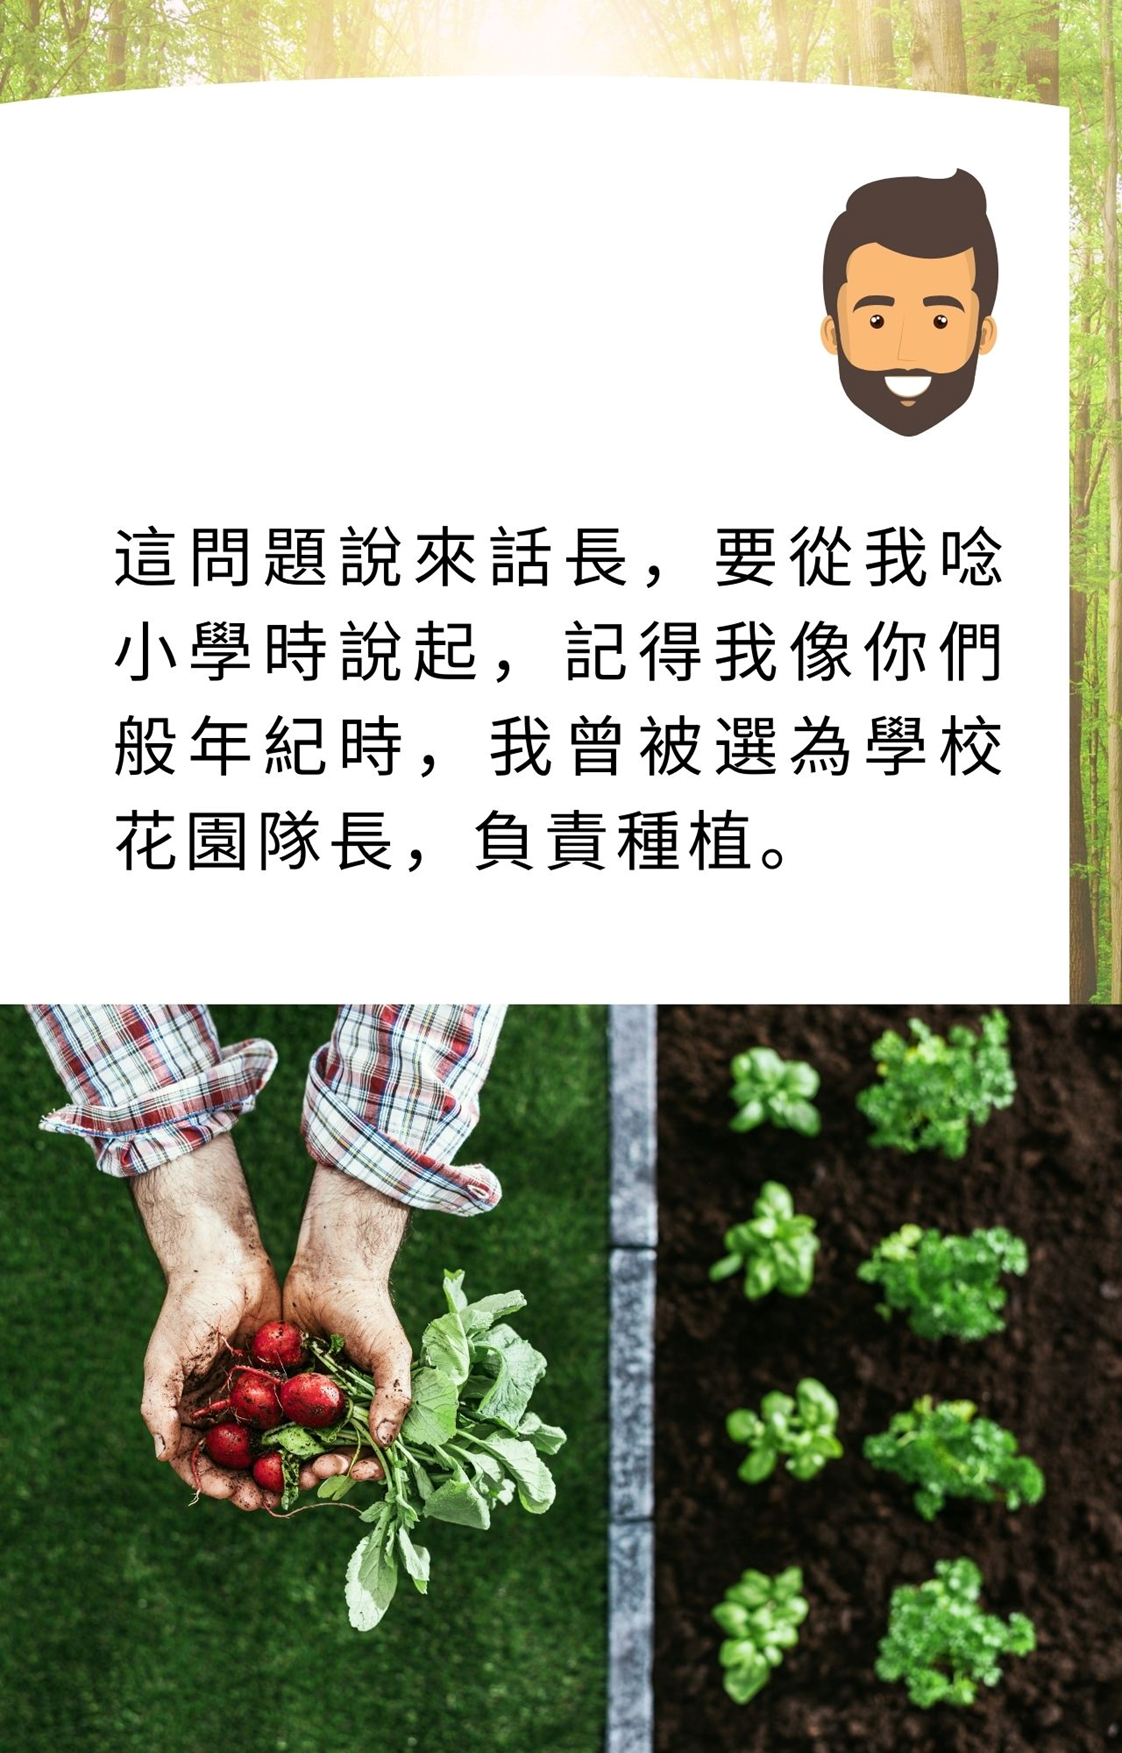 這問題說來話長，要從我唸
小學時說起，記得我像你們
般年紀時，我曾被選為學校
花園隊長，負責種植。